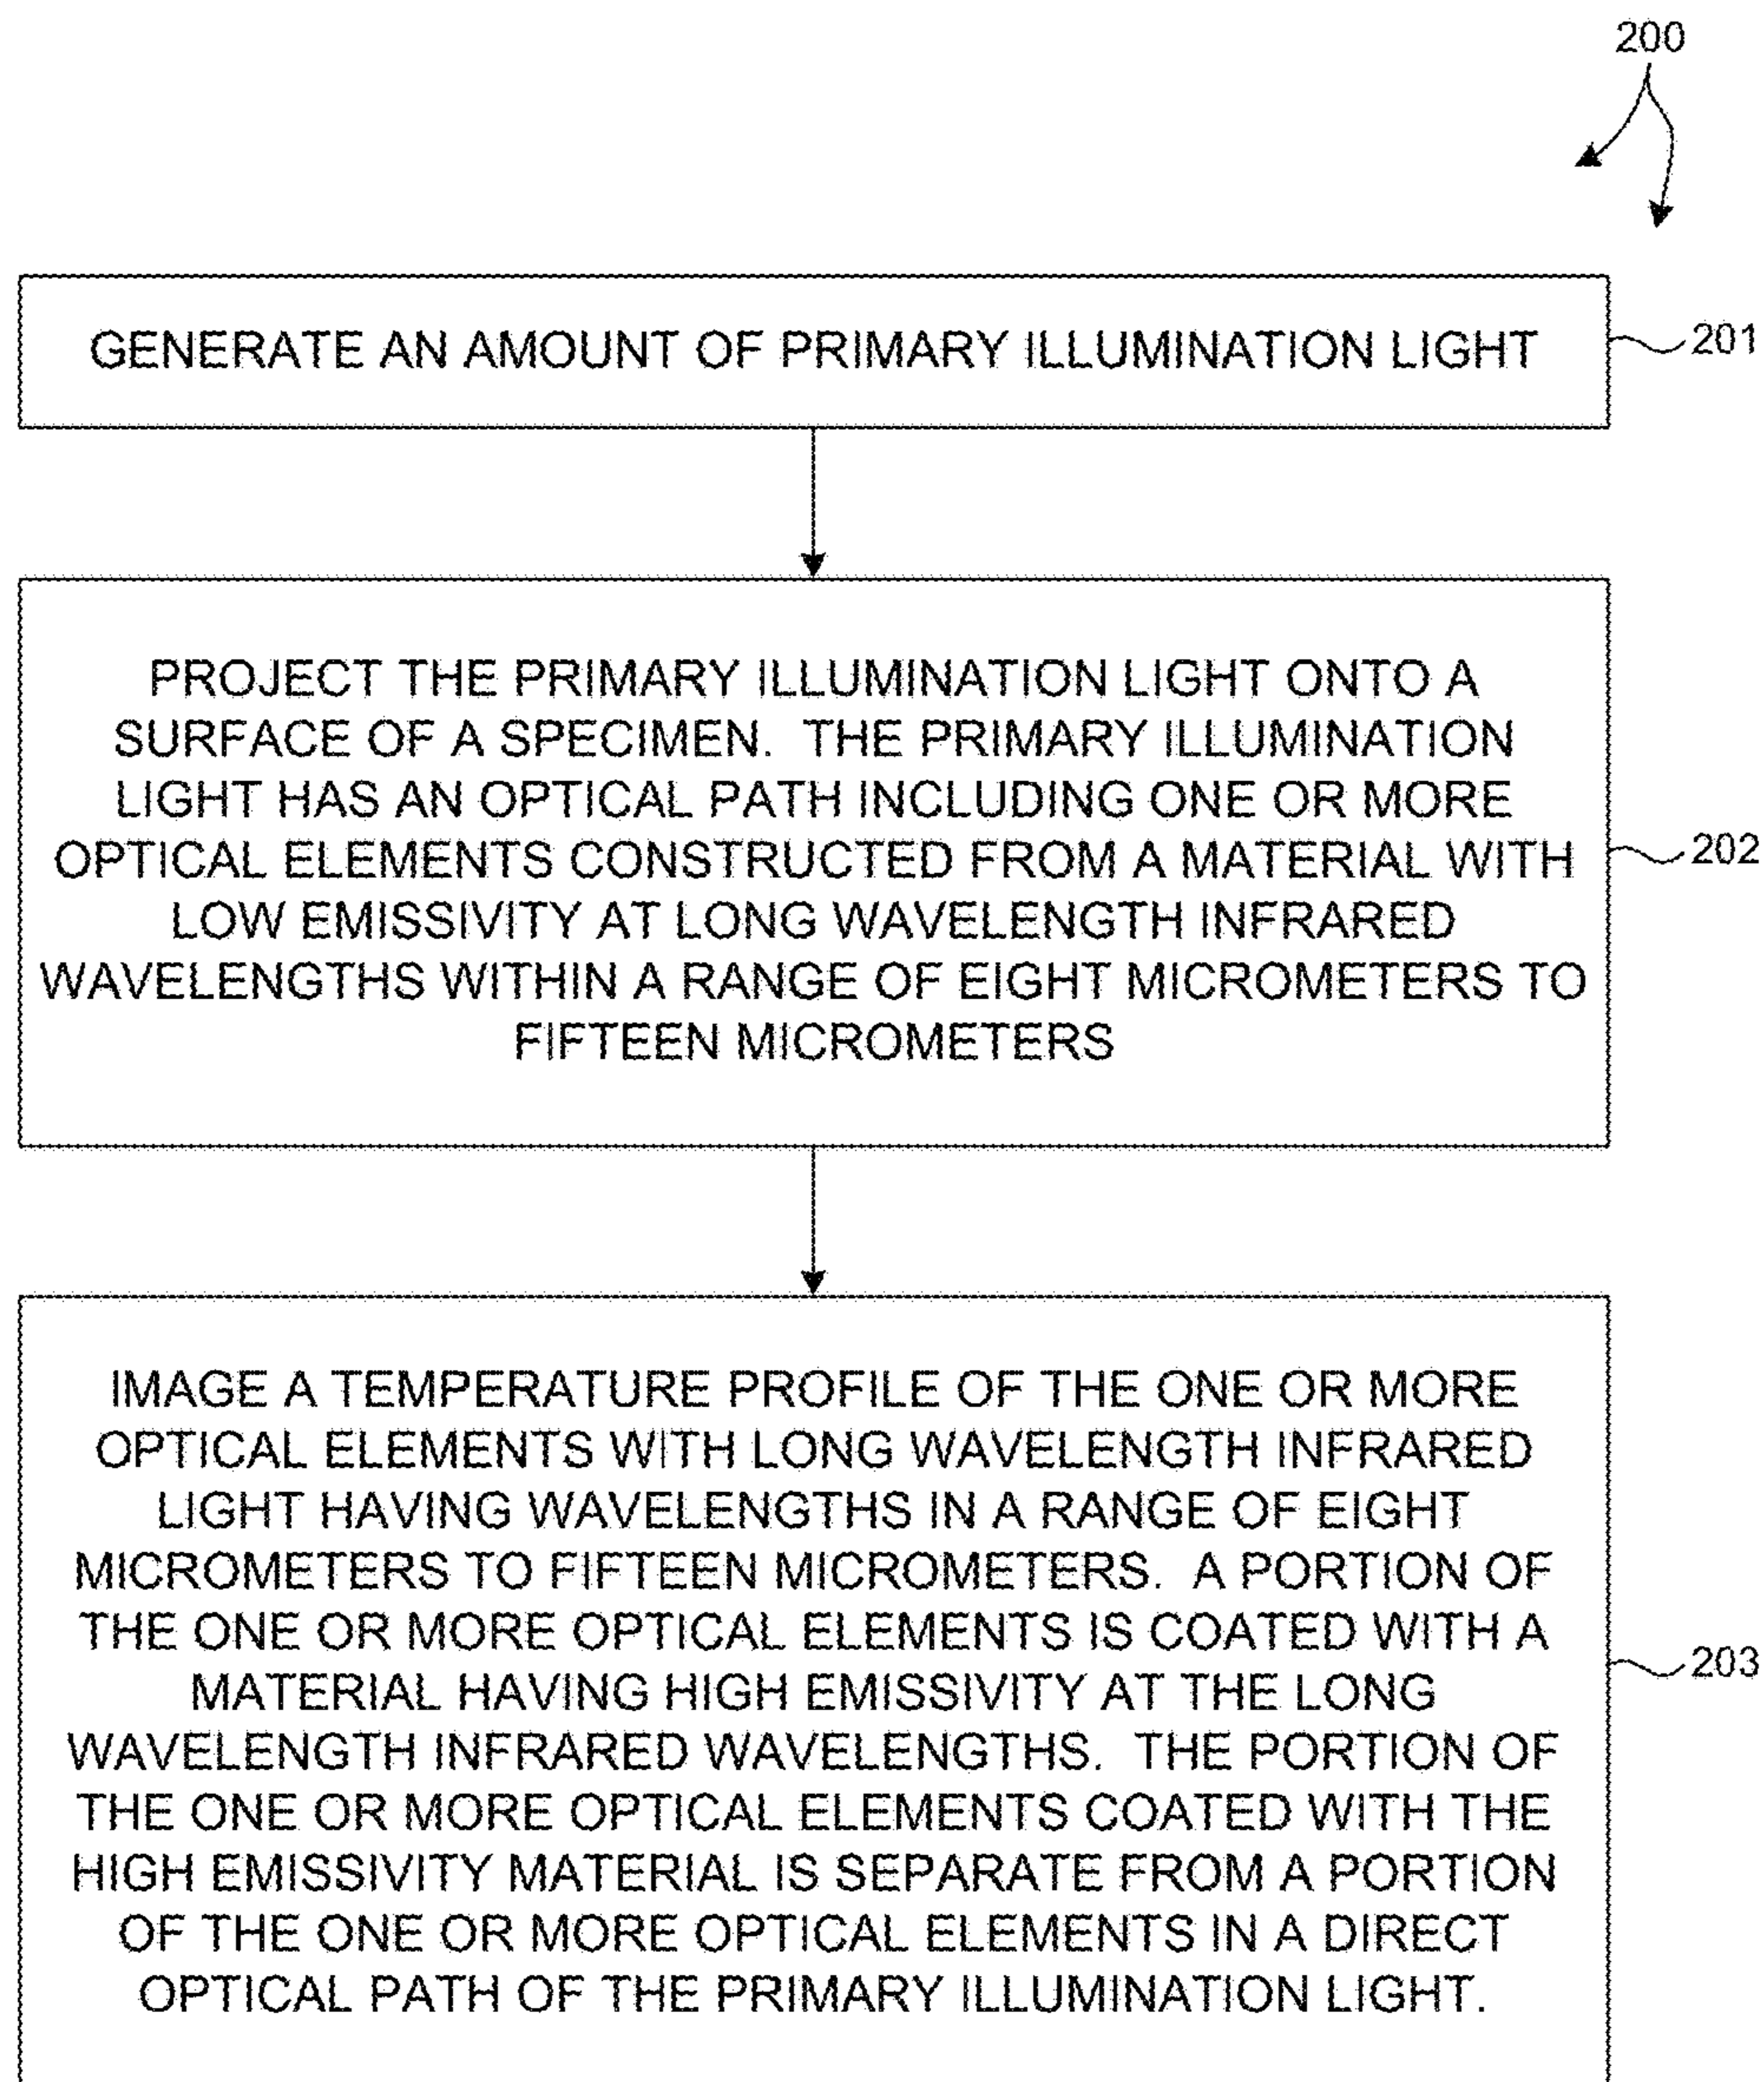 200
GENERATE AN AMOUNT OF PRIMARY ILLUMINATION LIGHT
201
PROJECT THE PRIMARY ILLUMINATION LIGHT ONTO A
SURFACE OF A SPECIMEN. THE PRIMARY ILLUMINATION
LIGHT HAS AN OPTICAL PATH INCLUDING ONE OR MORE
OPTICAL ELEMENTS CONSTRUCTED FROM A MATERIAL WITH
LOW EMISSIVITY AT LONG WAVELENGTH INFRARED
WAVELENGTHS WITHIN A RANGE OF EIGHT MICROMETERS TO
FIFTEEN MICROMETERS
202
IMAGE A TEMPERATURE PROFILE OF THE ONE OR MORE
OPTICAL ELEMENTS WITH LONG WAVELENGTH INFRARED
LIGHT HAVING WAVELENGTHS IN A RANGE OF EIGHT
MICROMETERS TO FIFTEEN MICROMETERS. A PORTION OF
THE ONE OR MORE OPTICAL ELEMENTS IS COATED WITH A
MATERIAL HAVING HIGH EMISSIVITY AT THE LONG
WAVELENGTH INFRARED WAVELENGTHS. THE PORTION OF
THE ONE OR MORE OPTICAL ELEMENTS COATED WITH THE
HIGH EMISSIVITY MATERIAL IS SEPARATE FROM A PORTION
OF THE ONE OR MORE OPTICAL ELEMENTS IN A DIRECT
OPTICAL PATH OF THE PRIMARY ILLUMINATION LIGHT.
203